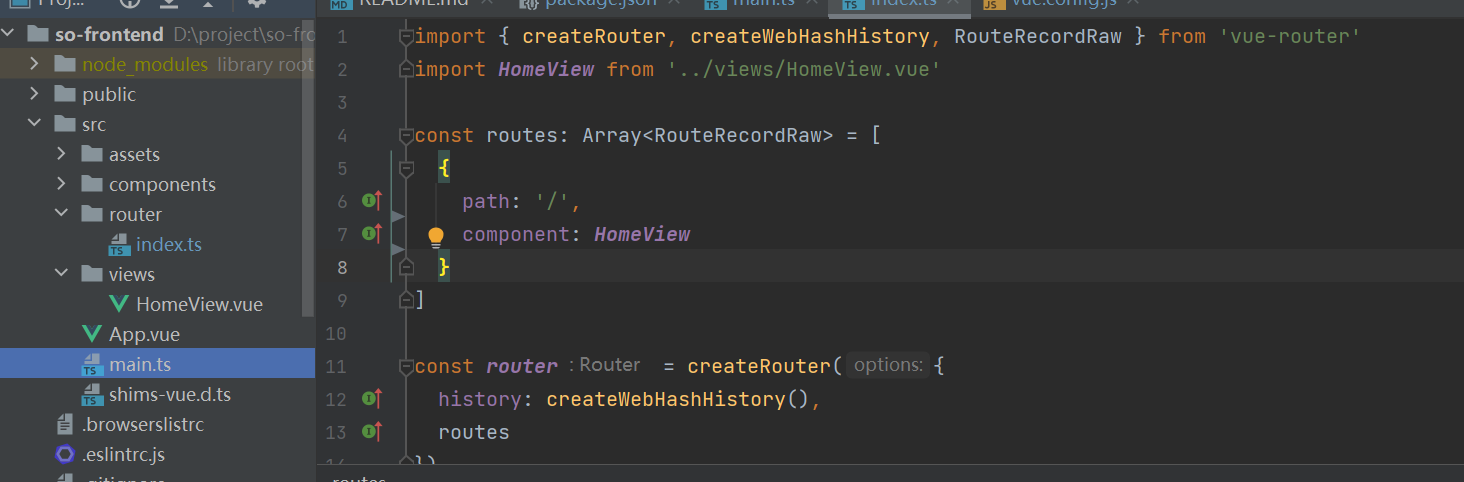 Proj...
README.md
package.json
main.ts
index.ts
vue.config.js
so-frontend D:\project\so-fro
node_modules library root
public
src
assets
components
router
index.ts
views
HomeView.vue
App.vue
main.ts
shims-vue.d.ts
.browserslistrc
.eslintrc.js
.gitignore
1 import { createRouter, createWebHashHistory, RouteRecordRaw } from 'vue-router'
2 import HomeView from '../views/HomeView.vue'
3
4 const routes: Array<RouteRecordRaw> = [
5 {
6 path: '/',
7 component: HomeView
8 }
9 ]
10
11 const router : Router = createRouter( options: {
12 history: createWebHashHistory(),
13 routes
14 })
routes